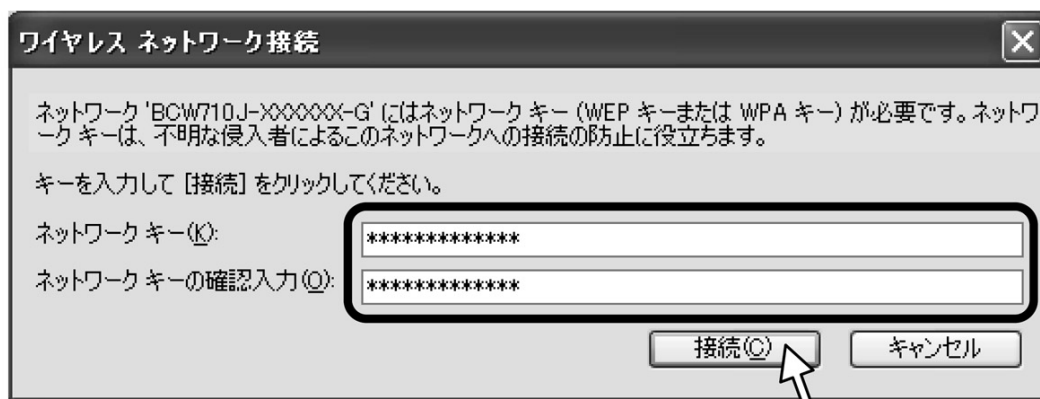 ワイヤレス ネットワーク接続
ネットワーク 'BCW710J-XXXXXX-G' にはネットワーク キー (WEP キーまたは WPA キー) が必要です。ネットワ
ーク キーは、不明な侵入者によるこのネットワークへの接続の防止に役立ちます。
キーを入力して [接続] をクリックしてください。
ネットワーク キー(K): *************
ネットワーク キーの確認入力(O): *************
接続(C) キャンセル